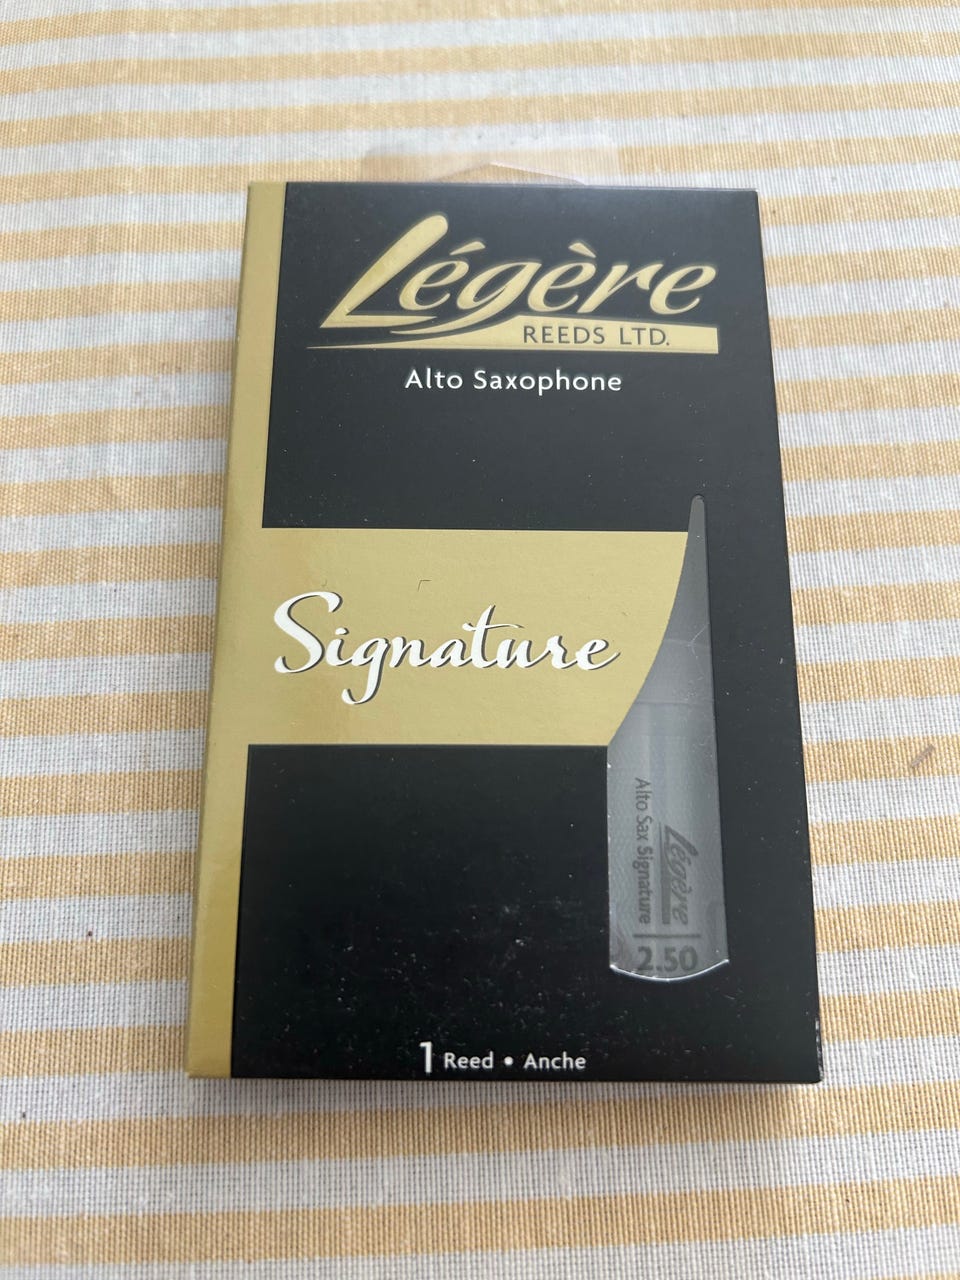 Légère
REEDS LTD.
Alto Saxophone
Signature
Alto Sax Signature
Légère
2.50
1 Reed • Anche